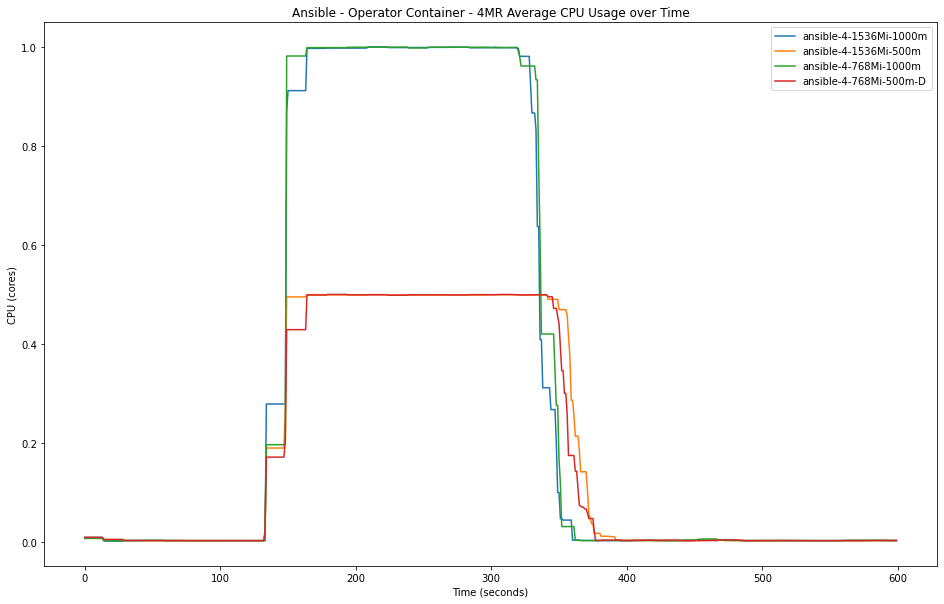 Ansible - Operator Container - 4MR Average CPU Usage over Time
ansible-4-1536Mi-1000m
ansible-4-1536Mi-500m
ansible-4-768Mi-1000m
ansible-4-768Mi-500m-D
CPU (cores)
1.0
0.8
0.6
0.4
0.2
0.0
0 100 200 300 400 500 600
Time (seconds)